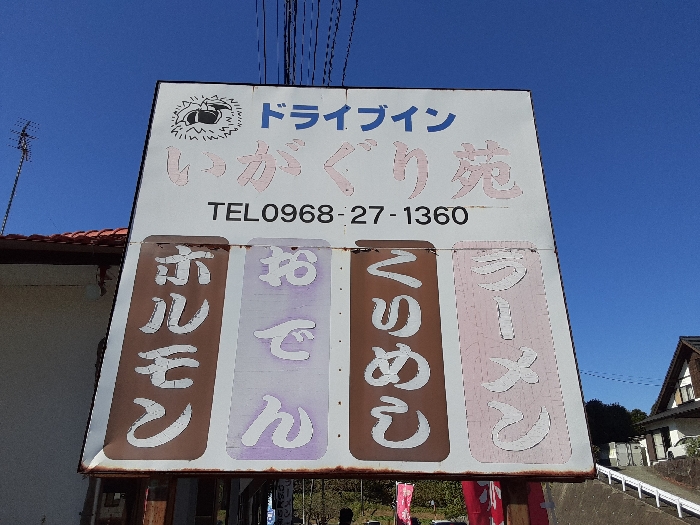 ドライブイン
いがぐり苑
TEL0968-27-1360
ホルモン
おでん
くりめし
ラーメン